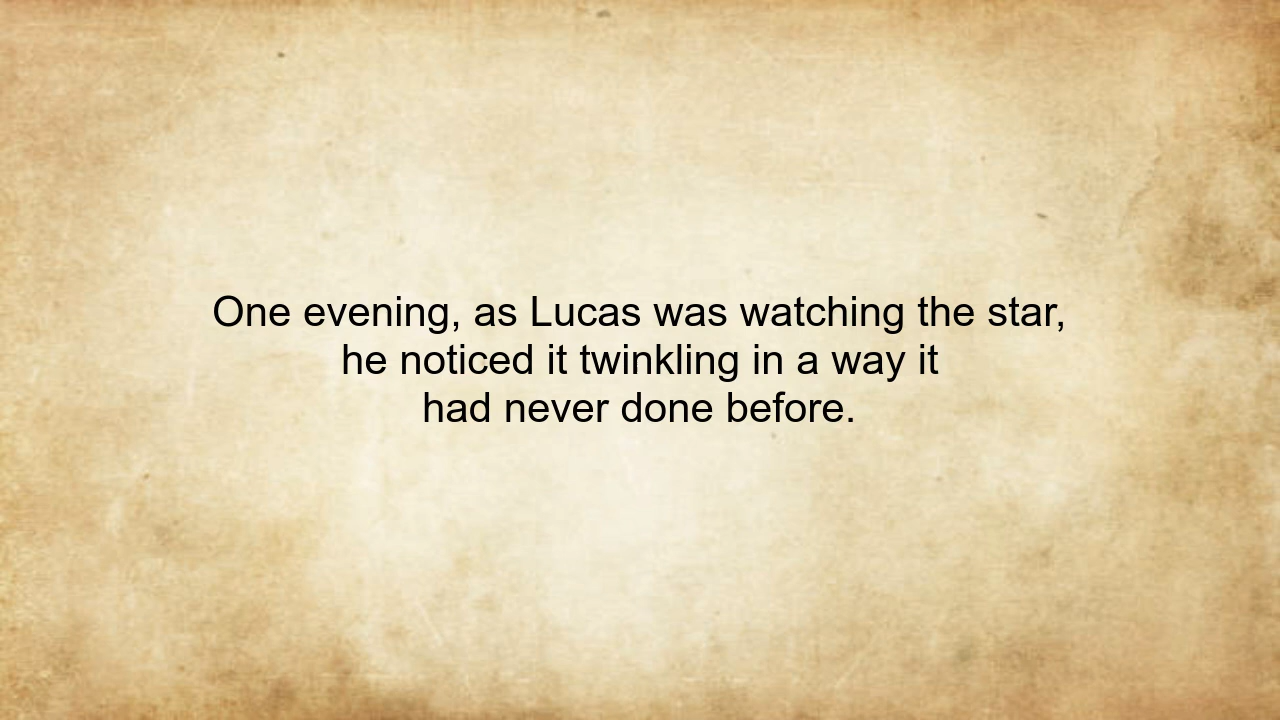 One evening, as Lucas was watching the star,
he noticed it twinkling in a way it
had never done before.